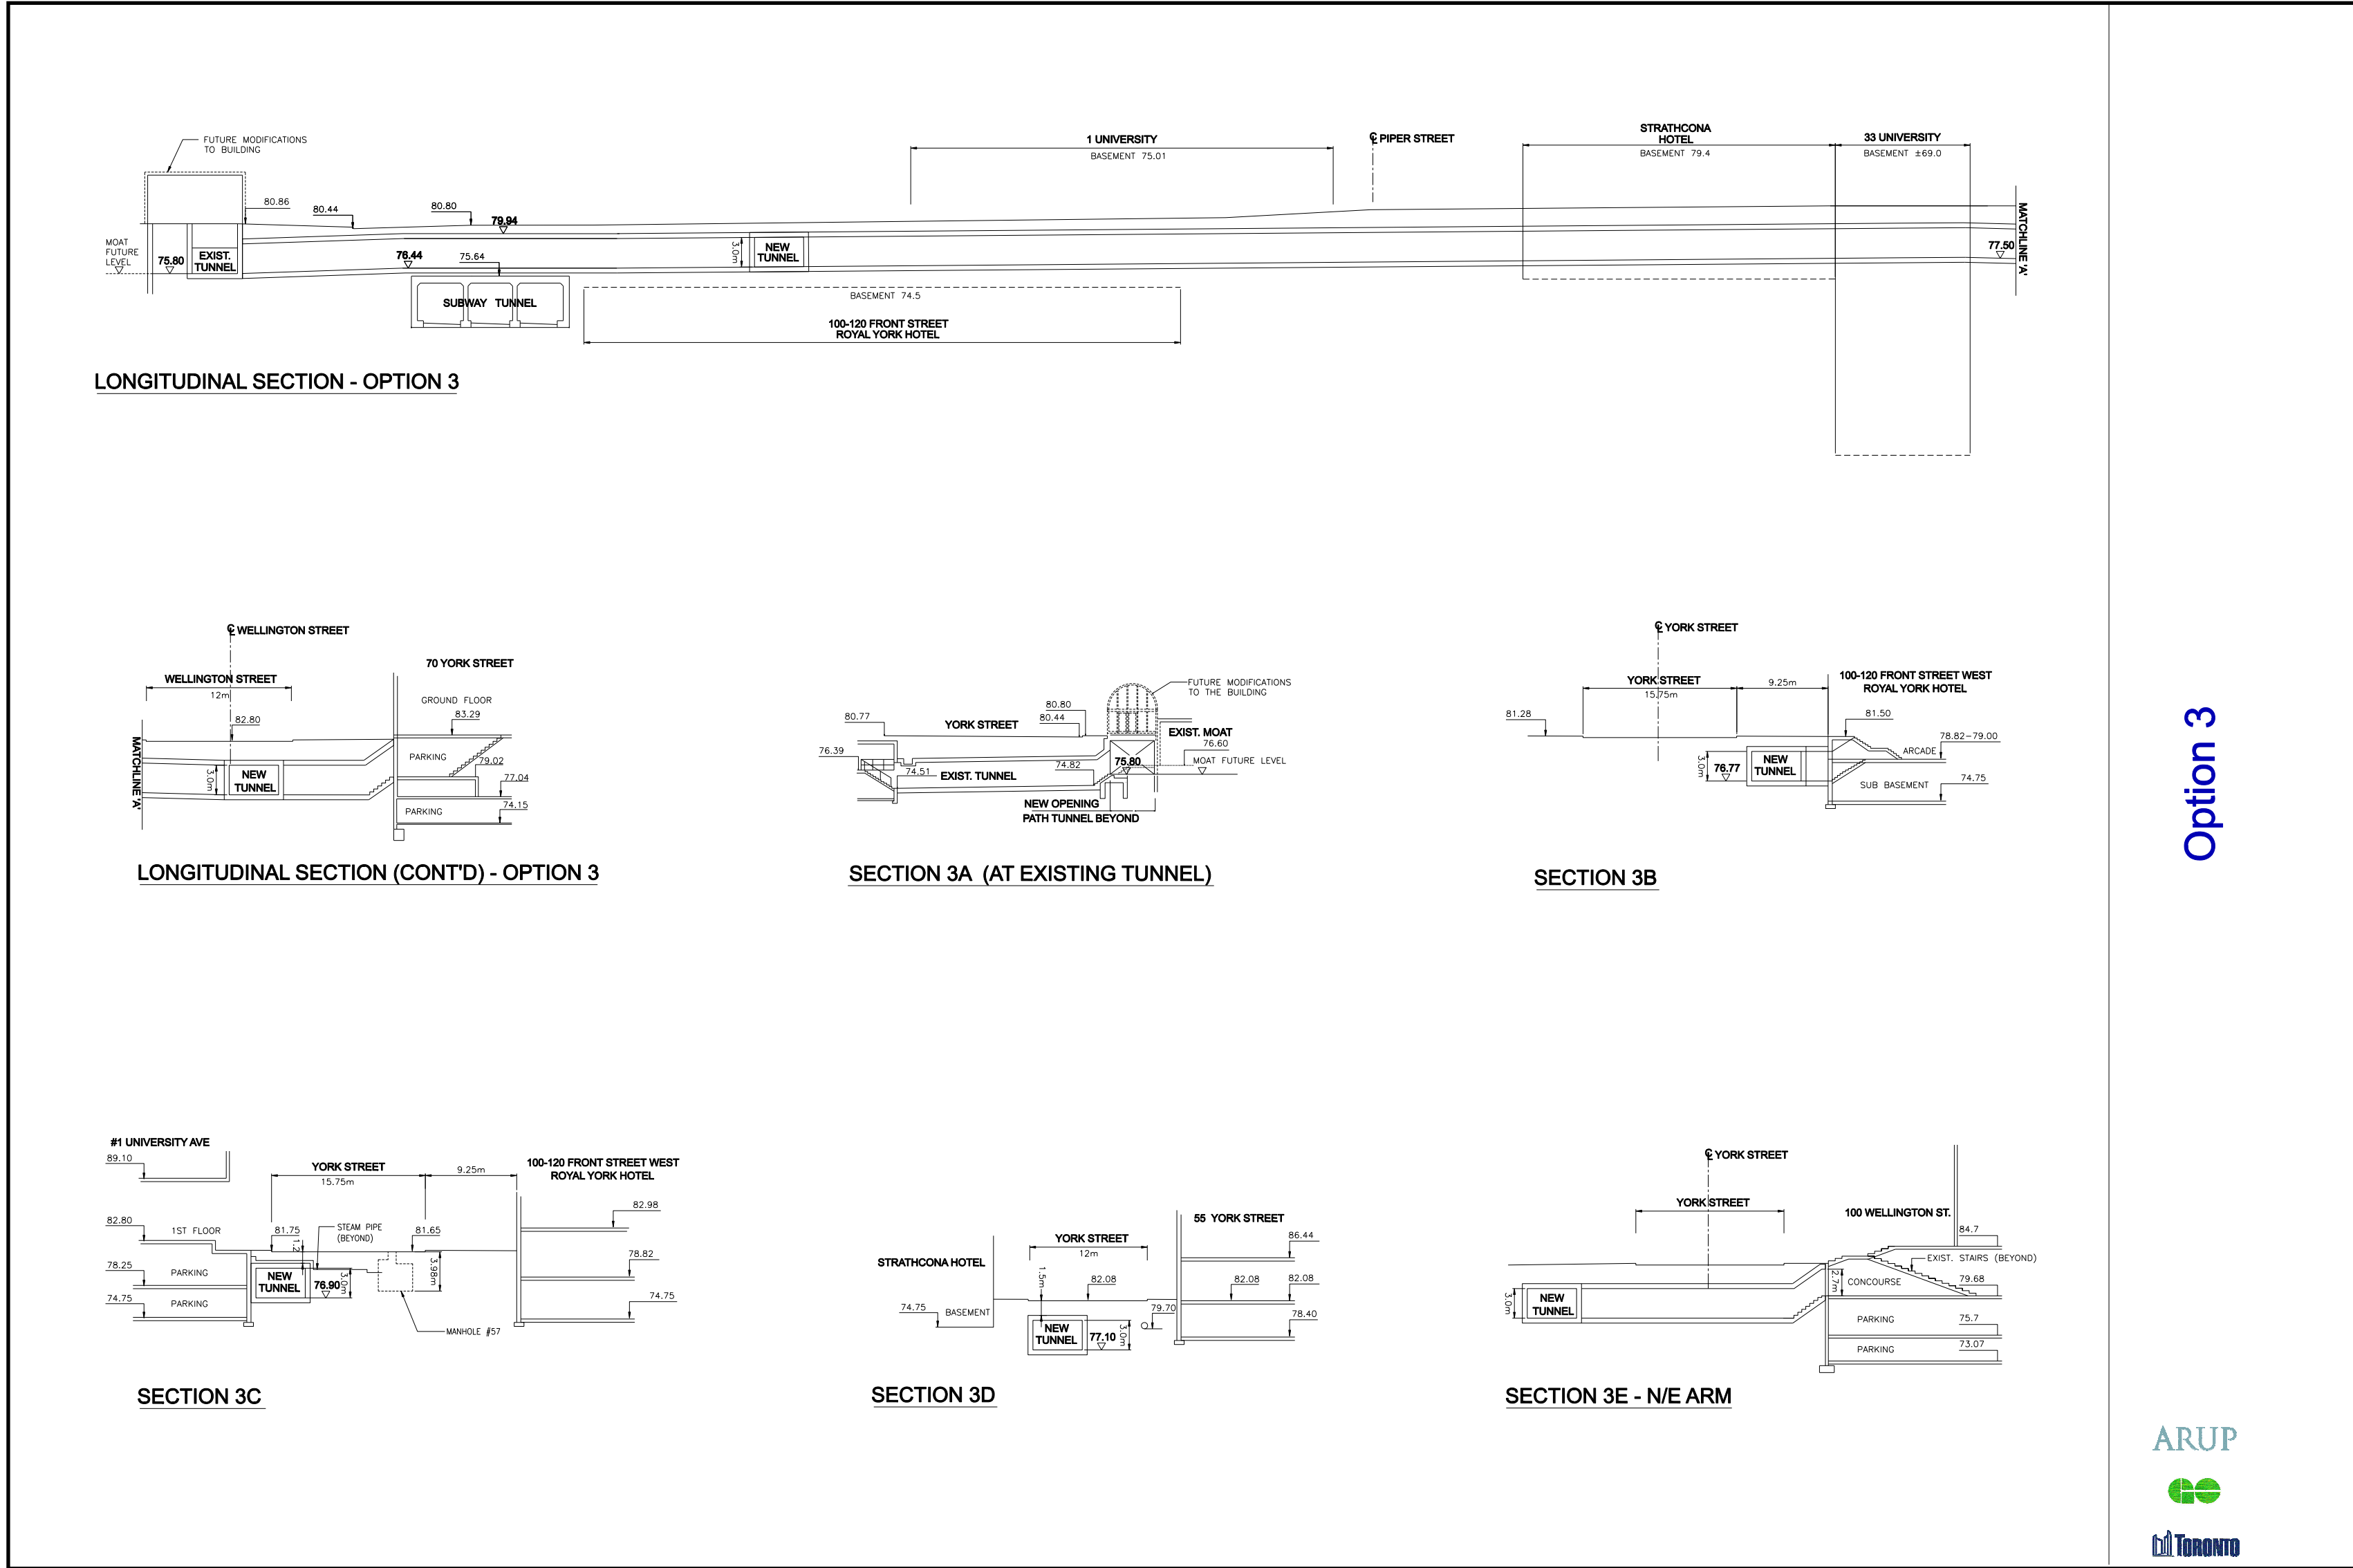 FUTURE MODIFICATIONS
TO BUILDING
80.86
80.44
80.80
79.94
1 UNIVERSITY
BASEMENT 75.01
℄ PIPER STREET
STRATHCONA
HOTEL
BASEMENT 79.4
33 UNIVERSITY
BASEMENT ±69.0
MOAT
FUTURE
LEVEL
75.80
EXIST.
TUNNEL
76.44
75.64
3.0m
NEW
TUNNEL
77.50
MATCHLINE 'A'
SUBWAY TUNNEL
BASEMENT 74.5
100-120 FRONT STREET
ROYAL YORK HOTEL
LONGITUDINAL SECTION - OPTION 3
℄ WELLINGTON STREET
70 YORK STREET
WELLINGTON STREET
12m
82.80
GROUND FLOOR
83.29
MATCHLINE 'A'
3.0m
NEW
TUNNEL
PARKING
79.02
77.04
PARKING
74.15
LONGITUDINAL SECTION (CONT'D) - OPTION 3
FUTURE MODIFICATIONS
TO THE BUILDING
80.77
YORK STREET
80.80
80.44
EXIST. MOAT
76.60
76.39
74.51
EXIST. TUNNEL
74.82
75.80
MOAT FUTURE LEVEL
NEW OPENING
PATH TUNNEL BEYOND
SECTION 3A (AT EXISTING TUNNEL)
℄ YORK STREET
YORK STREET
15.75m
9.25m
100-120 FRONT STREET WEST
ROYAL YORK HOTEL
81.28
81.50
78.82-79.00
ARCADE
3.0m
76.77
NEW
TUNNEL
SUB BASEMENT
74.75
SECTION 3B
#1 UNIVERSITY AVE
89.10
YORK STREET
15.75m
9.25m
100-120 FRONT STREET WEST
ROYAL YORK HOTEL
82.98
82.80
1ST FLOOR
81.75
STEAM PIPE
(BEYOND)
81.65
1.2
78.82
78.25
PARKING
NEW
TUNNEL
76.90
3.0m
3.98m
74.75
PARKING
74.75
MANHOLE #57
SECTION 3C
STRATHCONA HOTEL
YORK STREET
12m
55 YORK STREET
86.44
1.5m
82.08
82.08
82.08
74.75
BASEMENT
79.70
78.40
NEW
TUNNEL
77.10
3.0m
SECTION 3D
℄ YORK STREET
YORK STREET
100 WELLINGTON ST.
84.7
EXIST. STAIRS (BEYOND)
2.7m
CONCOURSE
79.68
3.0m
NEW
TUNNEL
PARKING
75.7
PARKING
73.07
SECTION 3E - N/E ARM
Option 3
ARUP
GO
TORONTO